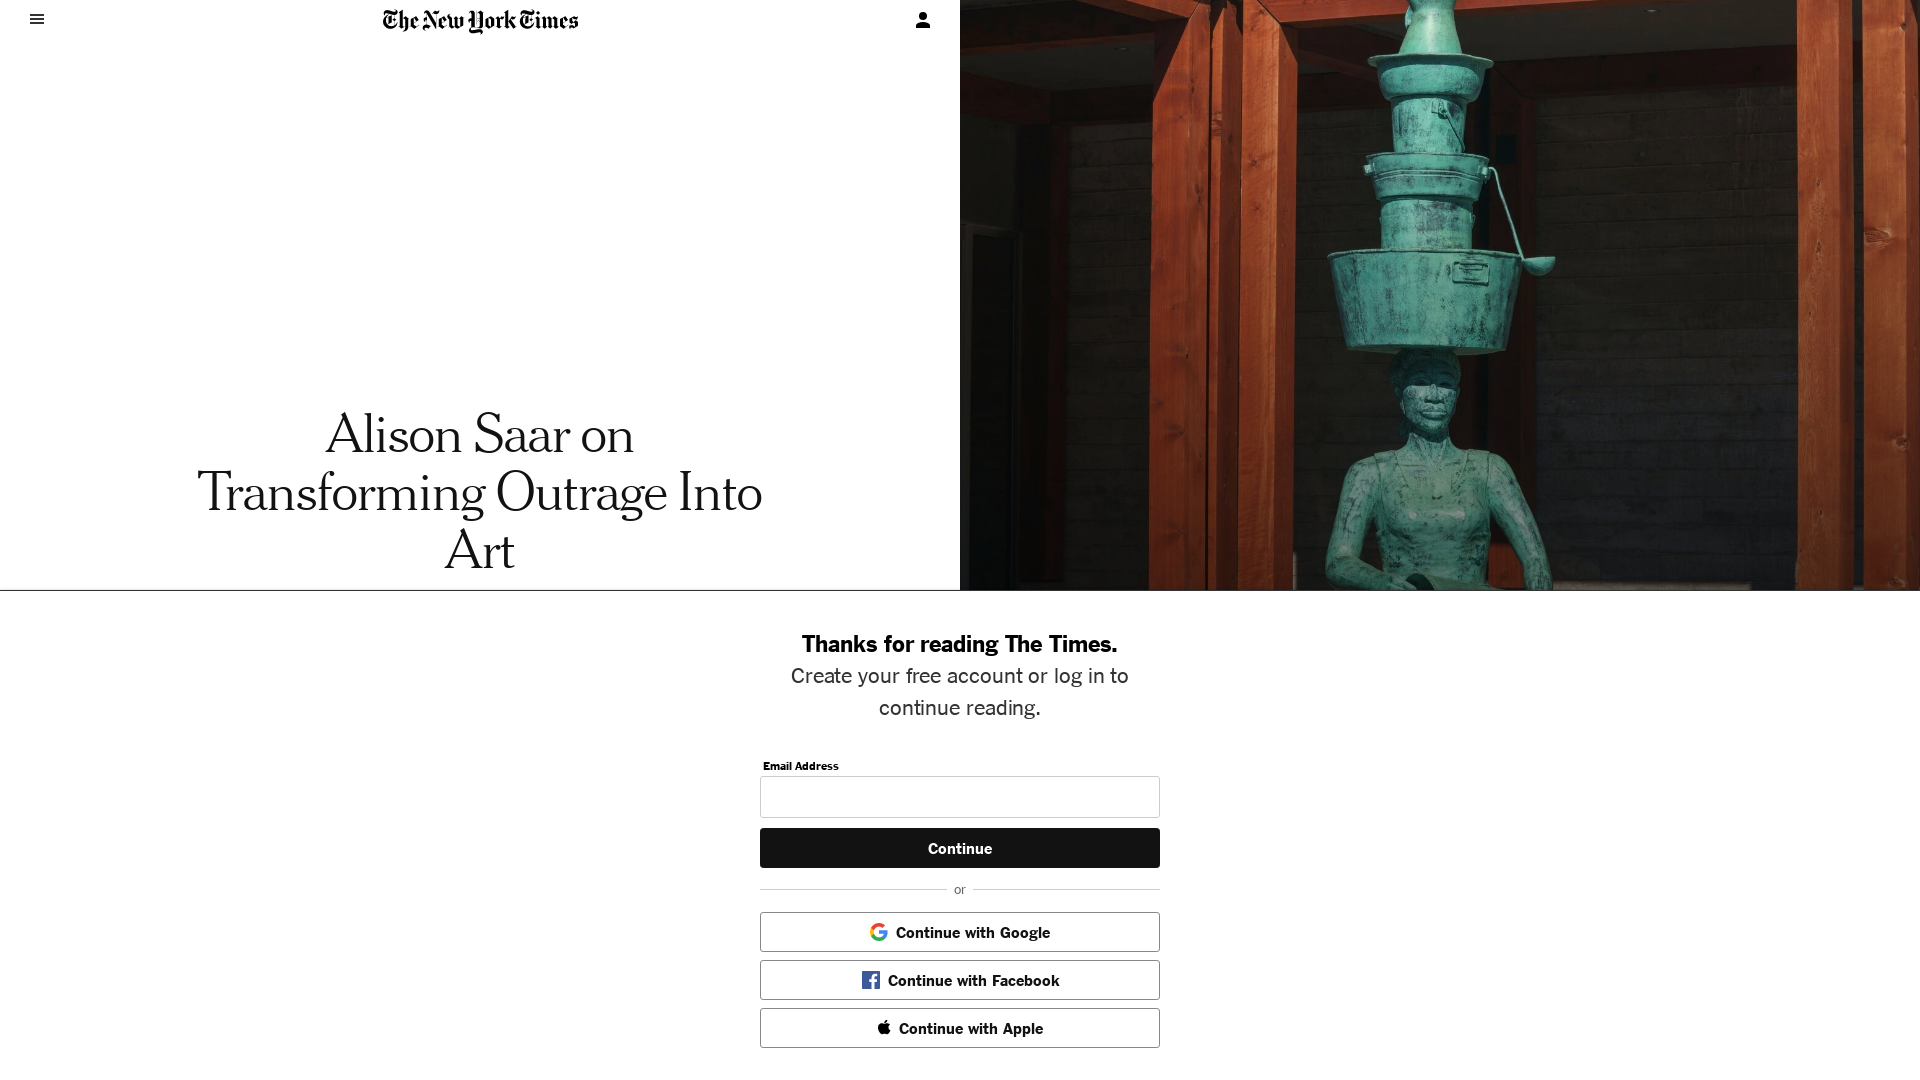 The New York Times
Alison Saar on
Transforming Outrage Into
Art
Thanks for reading The Times.
Create your free account or log in to
continue reading.
Email Address
Continue
or
Continue with Google
Continue with Facebook
Continue with Apple